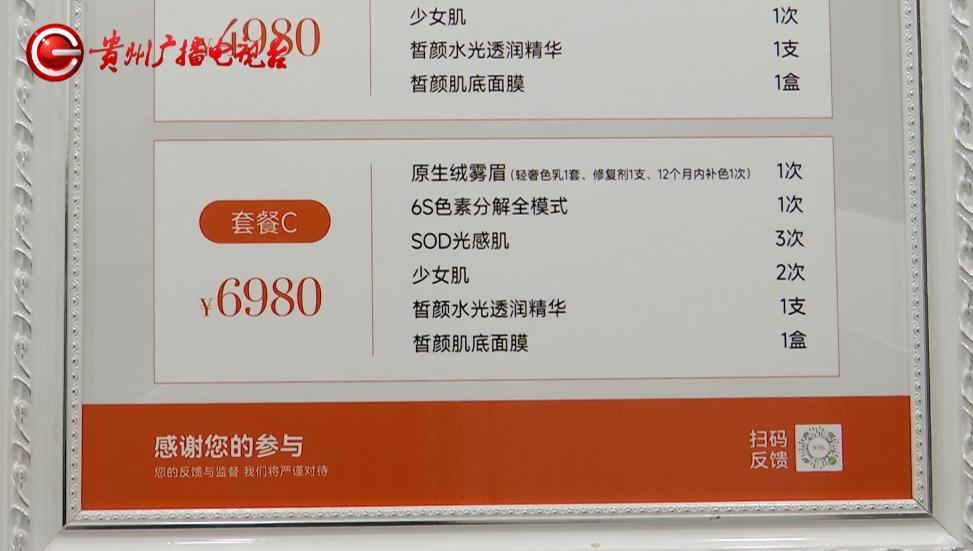 贵州广播电视台
¥4980
少女肌 1次
皙颜水光透润精华 1支
皙颜肌底面膜 1盒
套餐C
¥6980
原生绒雾眉(轻奢色乳1套、修复剂1支、12个月内补色1次) 1次
6S色素分解全模式 1次
SOD光感肌 3次
少女肌 2次
皙颜水光透润精华 1支
皙颜肌底面膜 1盒
感谢您的参与
您的反馈与监督 我们将严谨对待
扫码
反馈